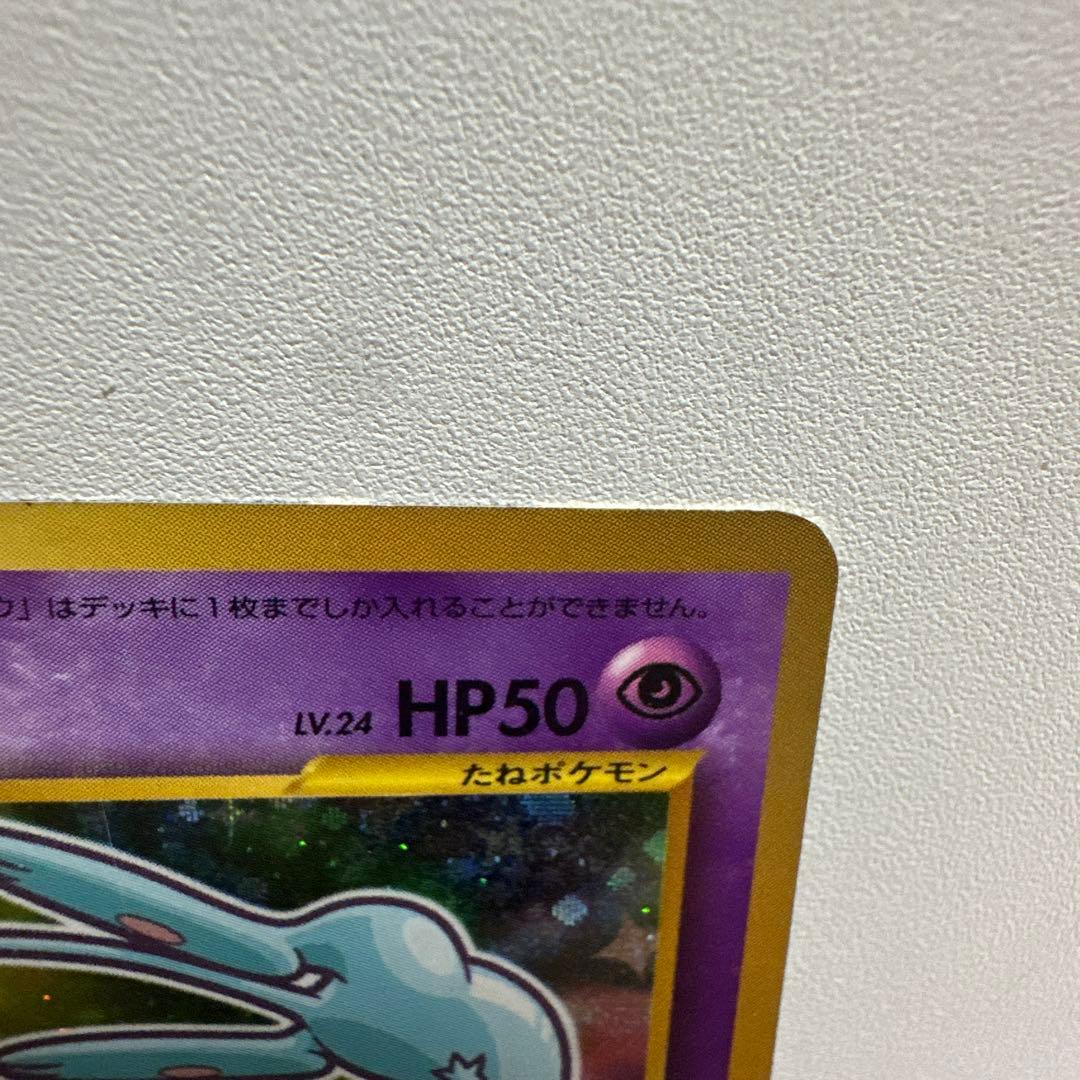 」はデッキに1枚までしか入れることができません。
LV.24 HP50
たねポケモン